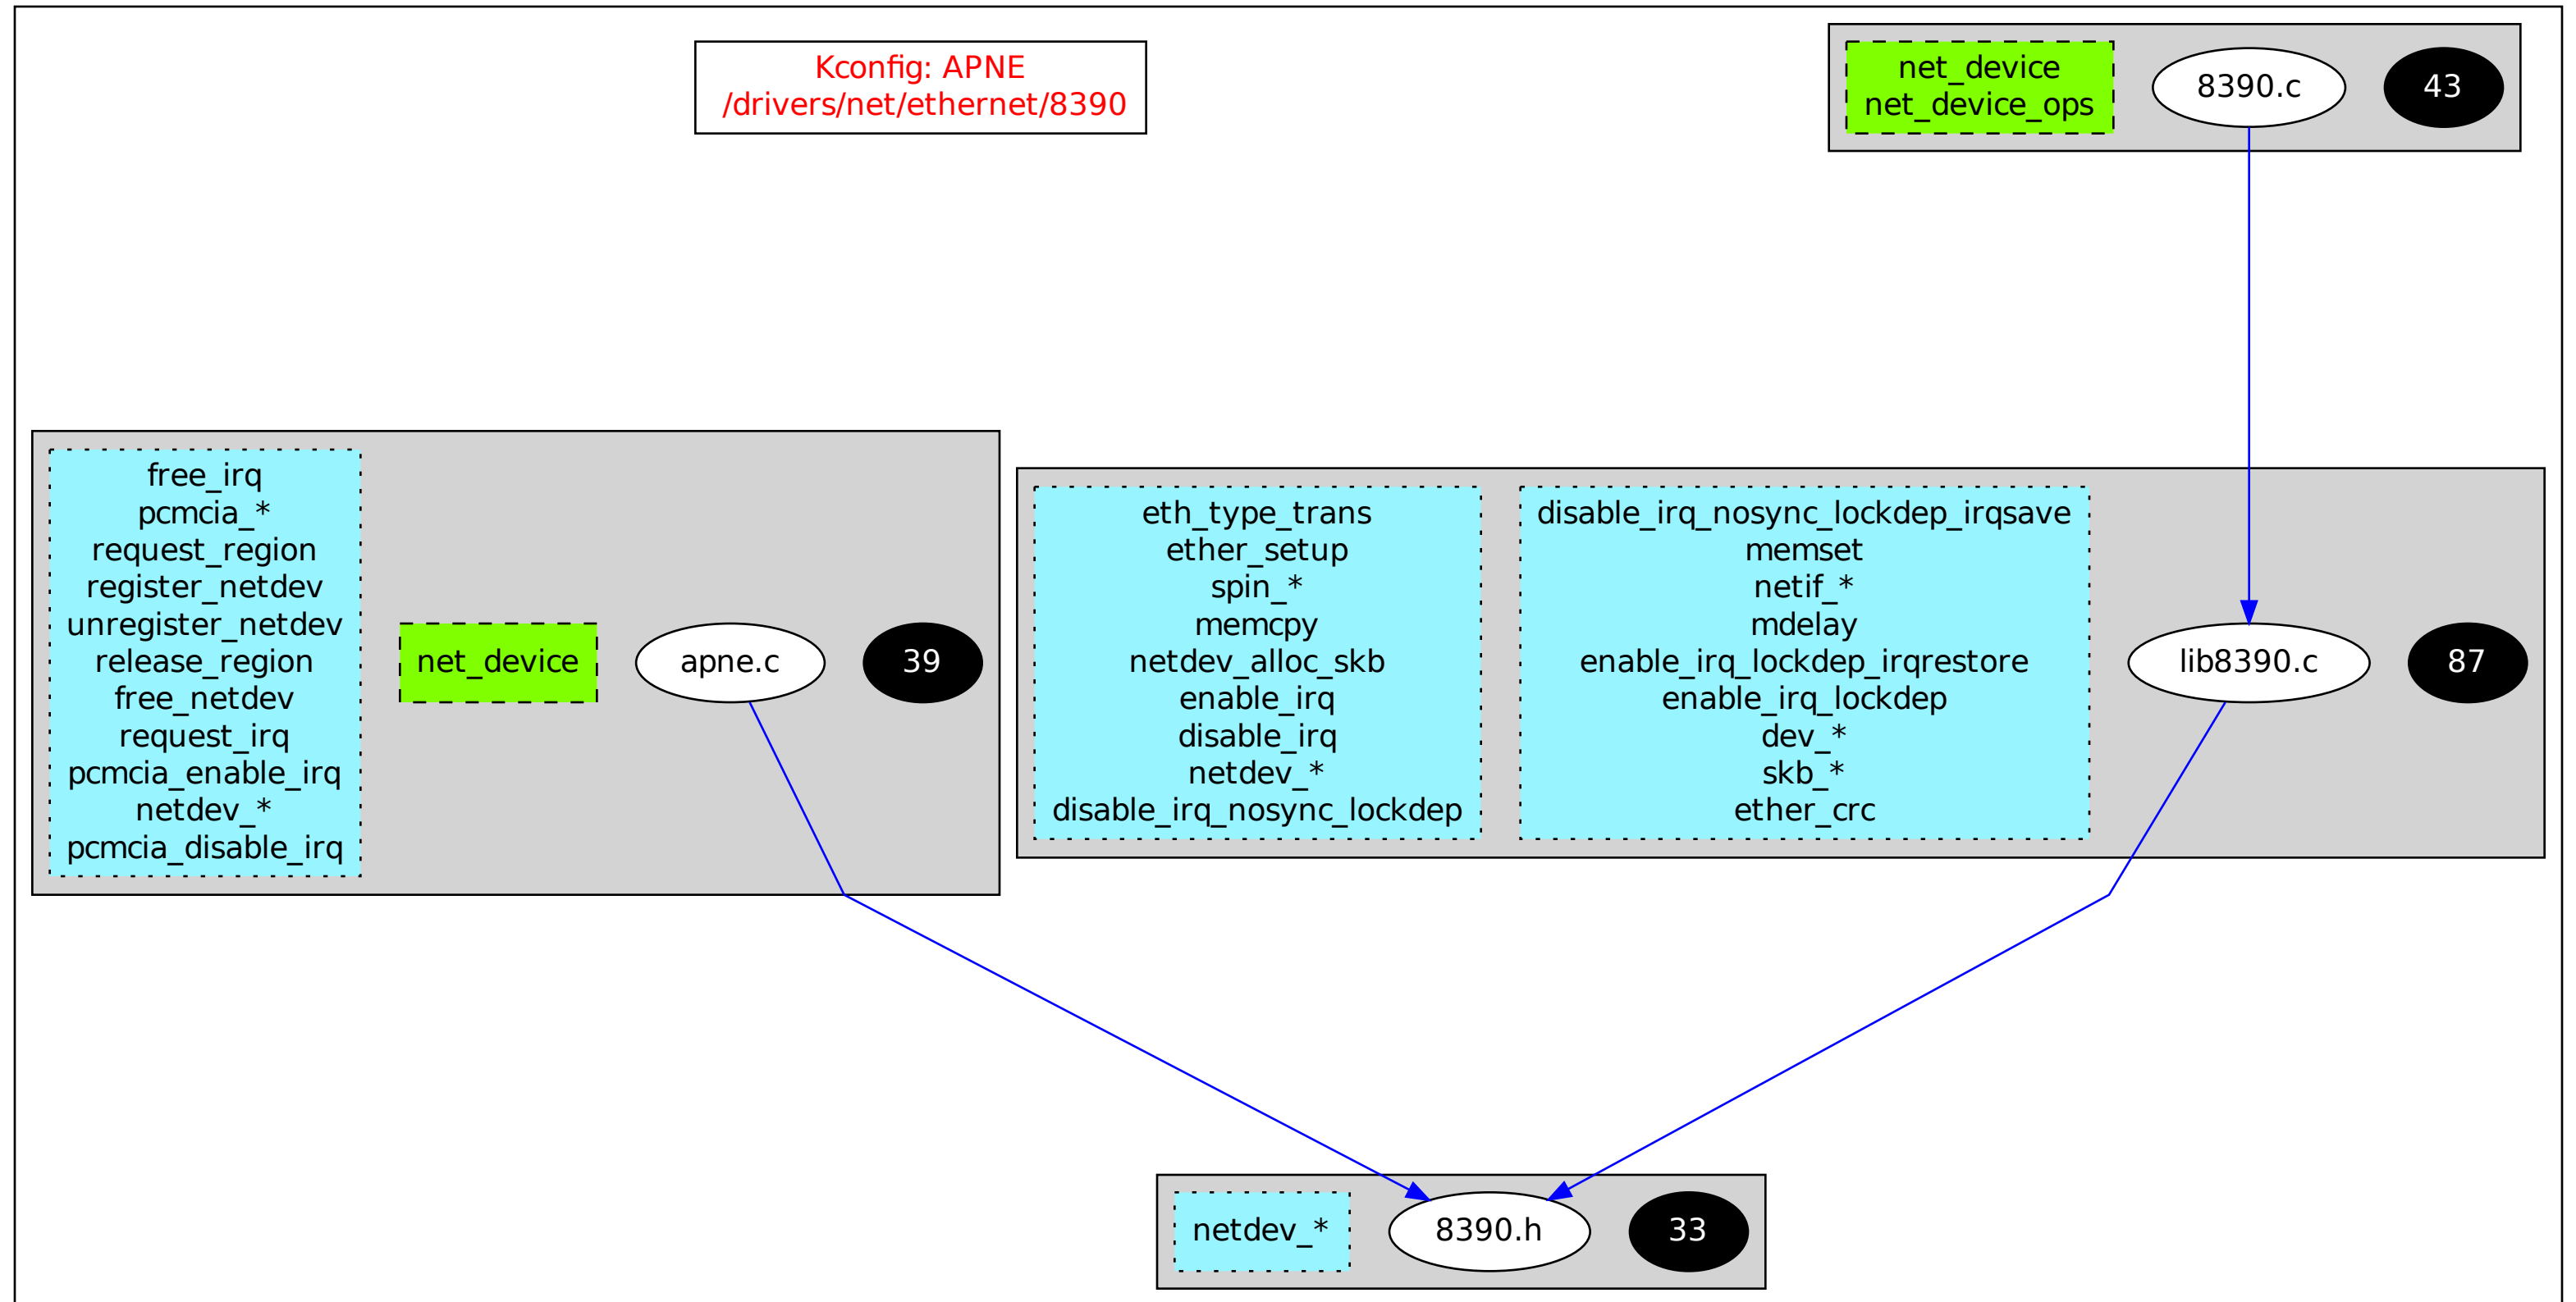 Kconfig: APNE
/drivers/net/ethernet/8390
net_device
net_device_ops
8390.c
43
free_irq
pcmcia_*
request_region
register_netdev
unregister_netdev
release_region
free_netdev
request_irq
pcmcia_enable_irq
netdev_*
pcmcia_disable_irq
net_device
apne.c
39
eth_type_trans
ether_setup
spin_*
memcpy
netdev_alloc_skb
enable_irq
disable_irq
netdev_*
disable_irq_nosync_lockdep
disable_irq_nosync_lockdep_irqsave
memset
netif_*
mdelay
enable_irq_lockdep_irqrestore
enable_irq_lockdep
dev_*
skb_*
ether_crc
lib8390.c
87
netdev_*
8390.h
33